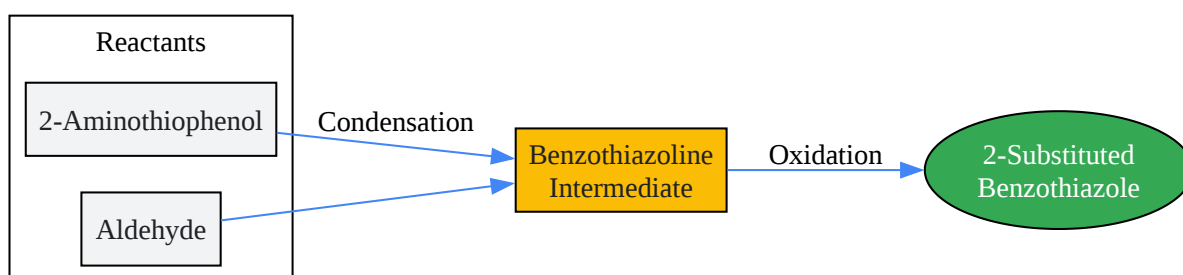 Reactants
2-Aminothiophenol
Aldehyde
Condensation
Benzothiazoline
Intermediate
Oxidation
2-Substituted
Benzothiazole